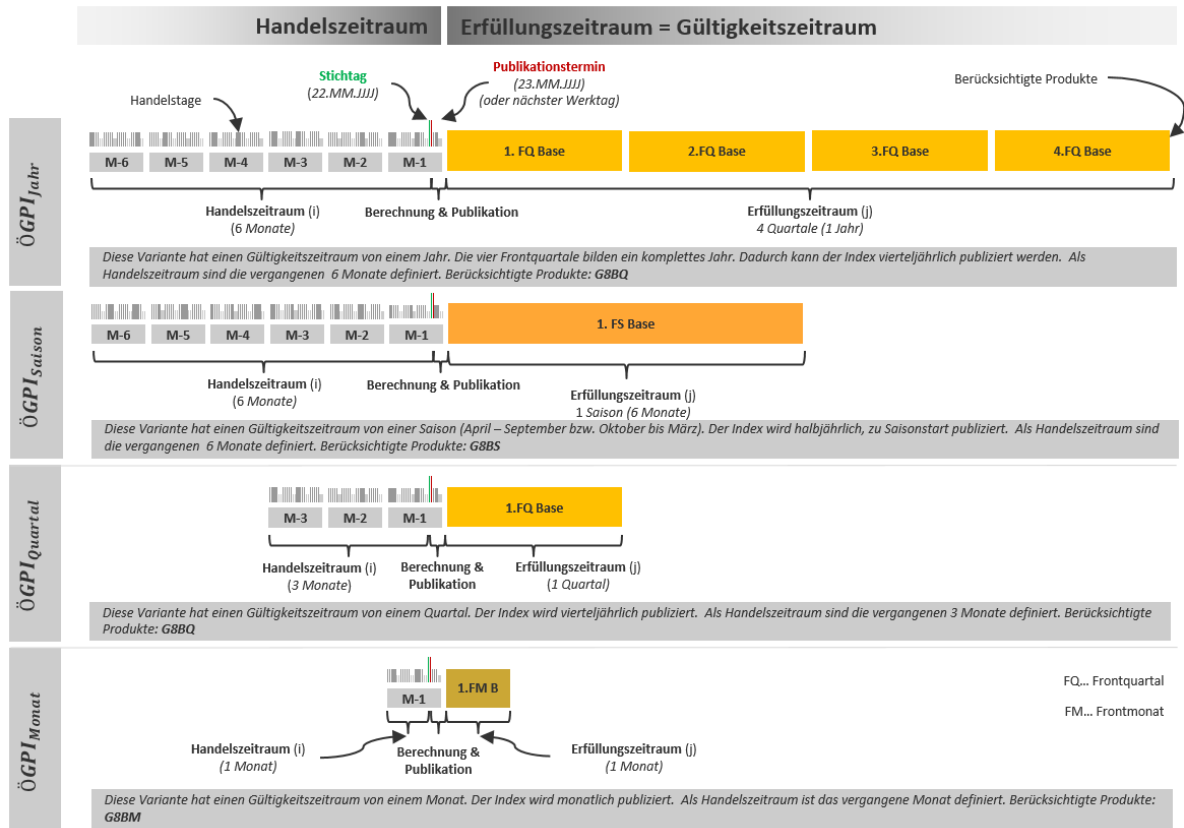 Handelszeitraum
Erfüllungszeitraum = Gültigkeitszeitraum
Stichtag
(22.MM.JJJJ)
Publikationstermin
(23.MM.JJJJ)
(oder nächster Werktag)
Handelstage
Berücksichtigte Produkte
ÖGPI Jahr
M-6
M-5
M-4
M-3
M-2
M-1
1. FQ Base
2.FQ Base
3.FQ Base
4.FQ Base
Handelszeitraum (i)
(6 Monate)
Berechnung & Publikation
Erfüllungszeitraum (j)
4 Quartale (1 Jahr)
Diese Variante hat einen Gültigkeitszeitraum von einem Jahr. Die vier Frontquartale bilden ein komplettes Jahr. Dadurch kann der Index vierteljährlich publiziert werden. Als
Handelszeitraum sind die vergangenen 6 Monate definiert. Berücksichtigte Produkte: G8BQ
ÖGPI Saison
M-6
M-5
M-4
M-3
M-2
M-1
1. FS Base
Handelszeitraum (i)
(6 Monate)
Berechnung & Publikation
Erfüllungszeitraum (j)
1 Saison (6 Monate)
Diese Variante hat einen Gültigkeitszeitraum von einer Saison (April – September bzw. Oktober bis März). Der Index wird halbjährlich, zu Saisonstart publiziert. Als Handelszeitraum sind
die vergangenen 6 Monate definiert. Berücksichtigte Produkte: G8BS
ÖGPI Quartal
M-3
M-2
M-1
1.FQ Base
Handelszeitraum (i)
(3 Monate)
Berechnung &
Publikation
Erfüllungszeitraum (j)
(1 Quartal)
Diese Variante hat einen Gültigkeitszeitraum von einem Quartal. Der Index wird vierteljährlich publiziert. Als Handelszeitraum sind die vergangenen 3 Monate definiert. Berücksichtigte
Produkte: G8BQ
ÖGPI Monat
M-1
1.FM B
FQ... Frontquartal
FM... Frontmonat
Handelszeitraum (i)
(1 Monat)
Berechnung &
Publikation
Erfüllungszeitraum (j)
(1 Monat)
Diese Variante hat einen Gültigkeitszeitraum von einem Monat. Der Index wird monatlich publiziert. Als Handelszeitraum ist das vergangene Monat definiert. Berücksichtigte Produkte:
G8BM